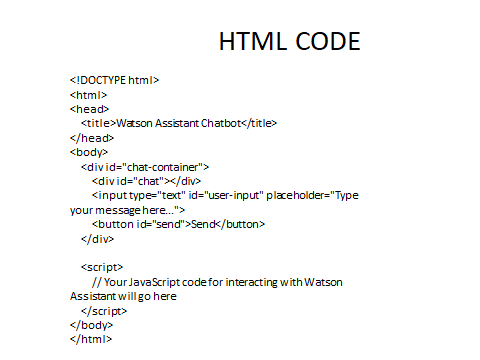 HTML CODE
<!DOCTYPE html>
<html>
<head>
    <title>Watson Assistant Chatbot</title>
</head>
<body>
    <div id="chat-container">
        <div id="chat"></div>
        <input type="text" id="user-input" placeholder="Type
your message here...">
        <button id="send">Send</button>
    </div>

    <script>
        // Your JavaScript code for interacting with Watson
Assistant will go here
    </script>
</body>
</html>